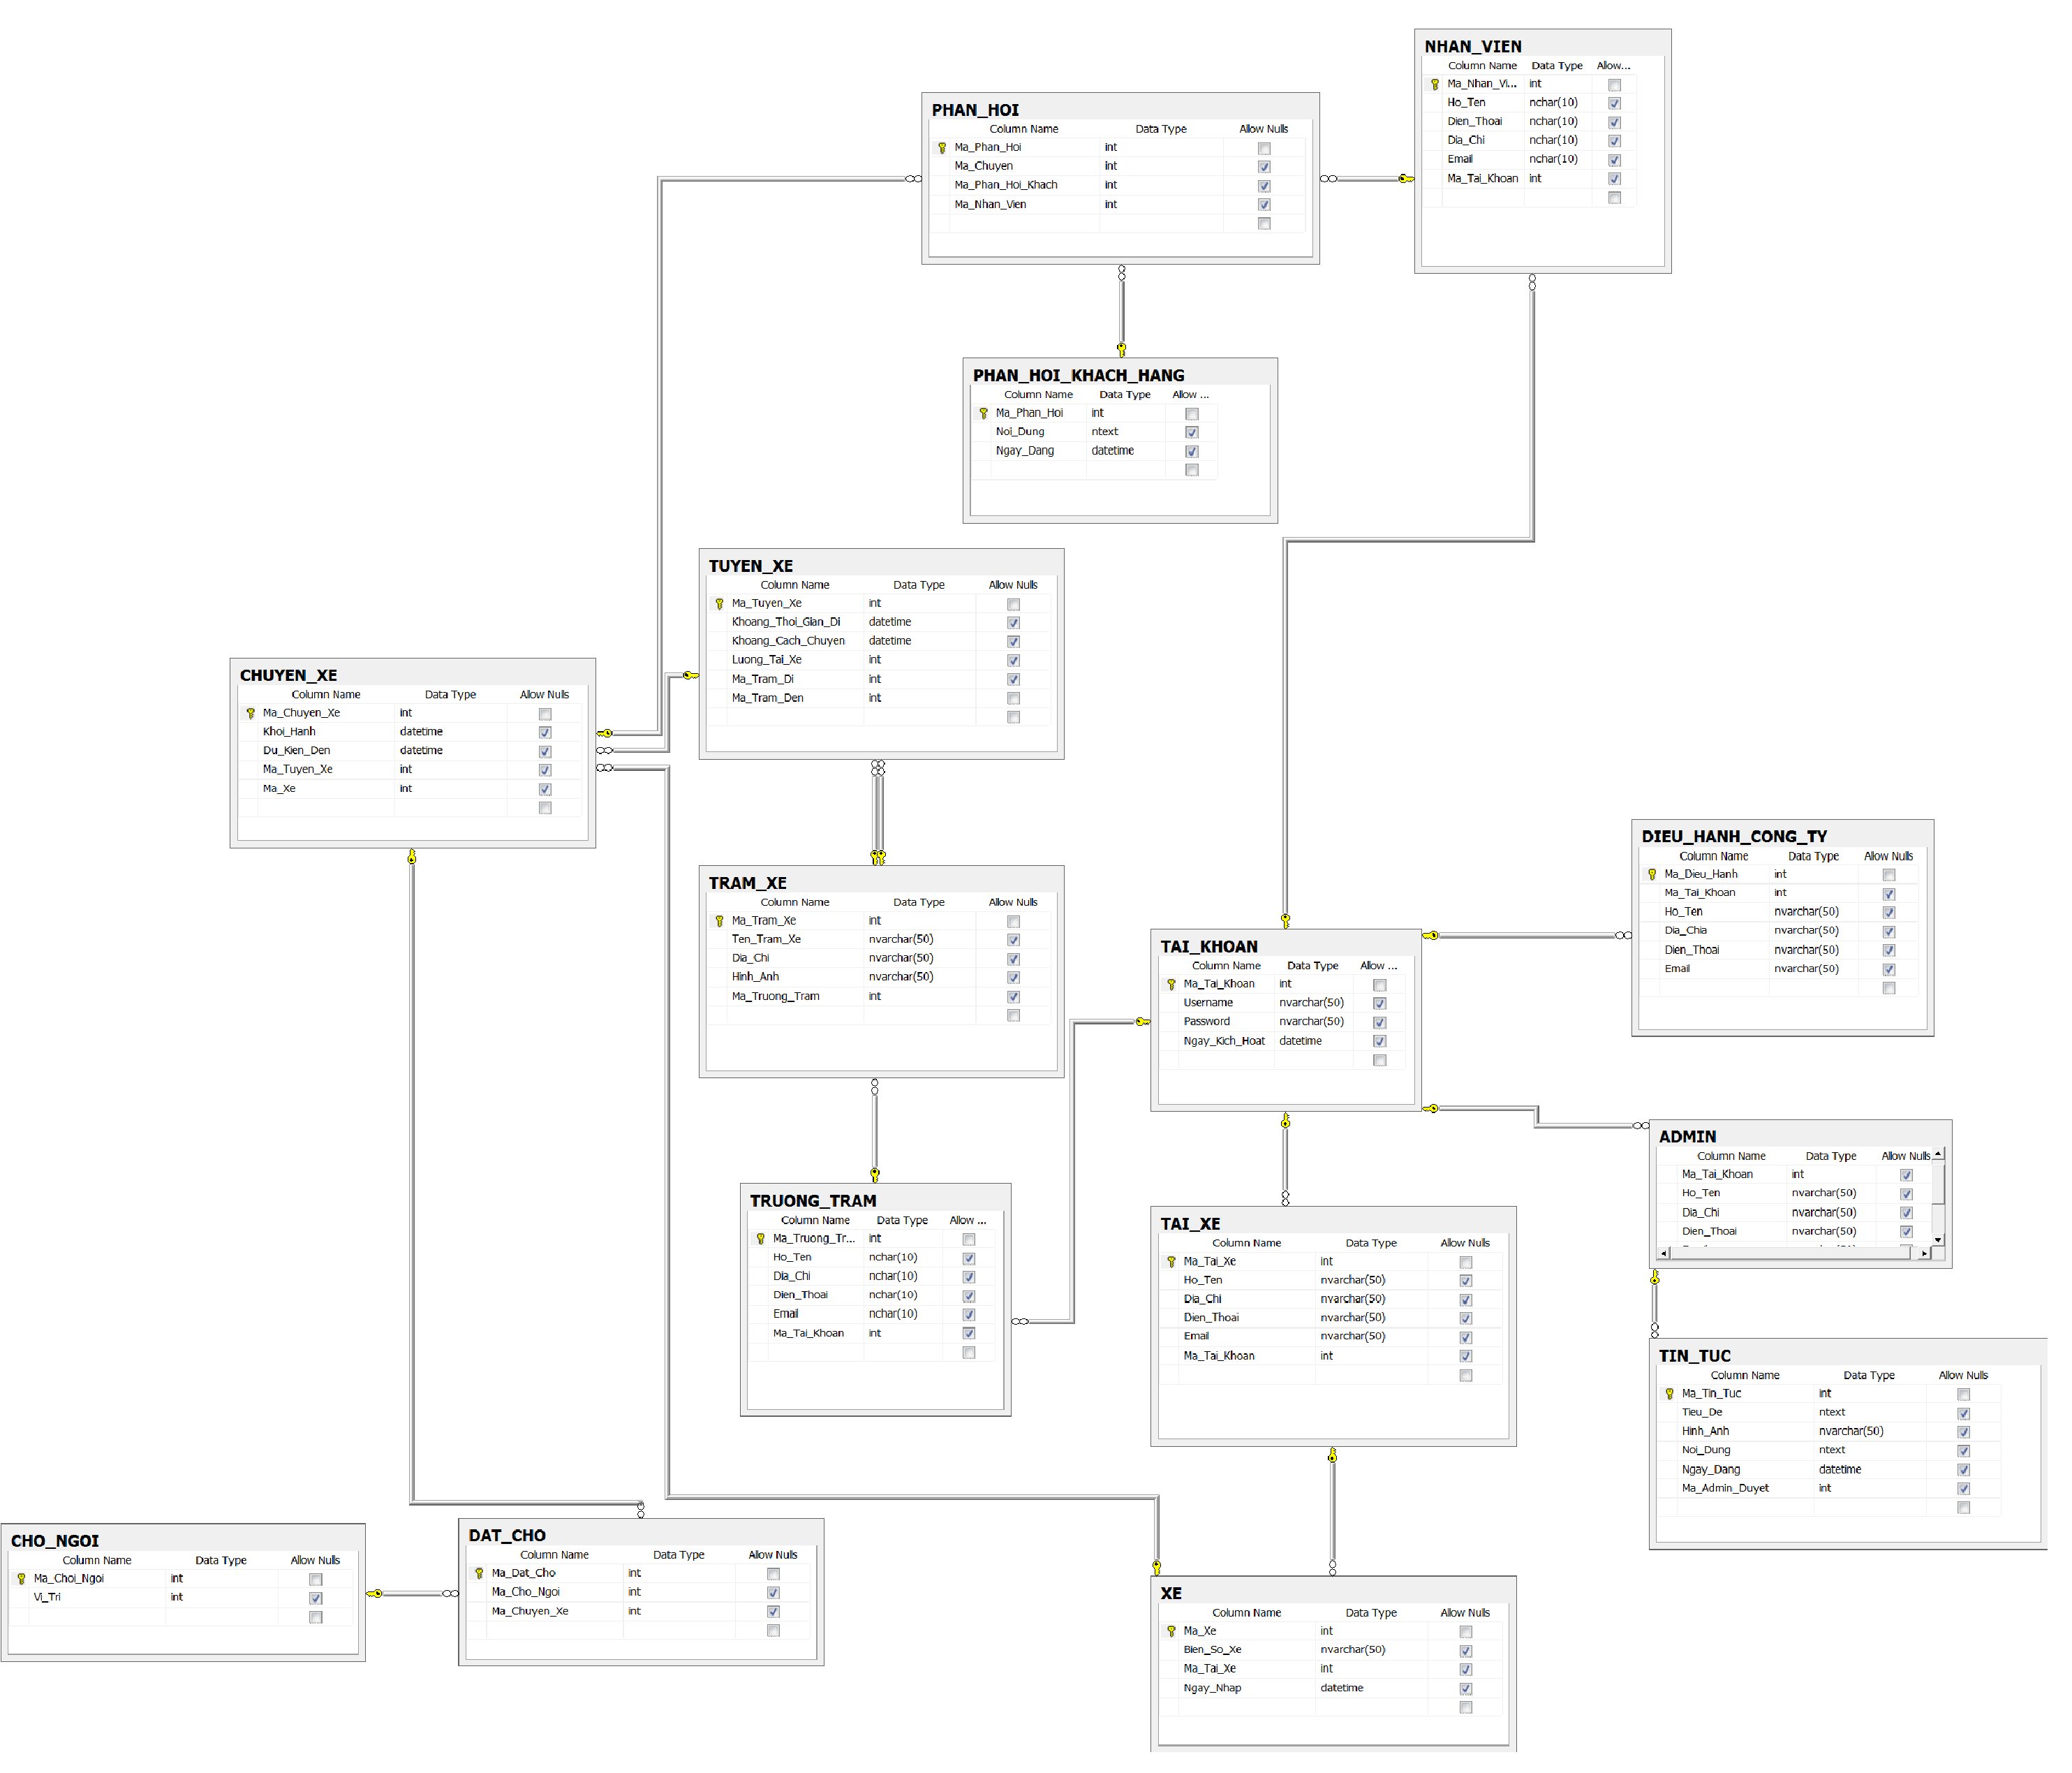 NHAN_VIEN
Column Name Data Type Allow...
Ma_Nhan_Vi... int
Ho_Ten nchar(10)
Dien_Thoai nchar(10)
Dia_Chi nchar(10)
Email nchar(10)
Ma_Tai_Khoan int
PHAN_HOI
Column Name Data Type Allow Nulls
Ma_Phan_Hoi int
Ma_Chuyen int
Ma_Phan_Hoi_Khach int
Ma_Nhan_Vien int
PHAN_HOI_KHACH_HANG
Column Name Data Type Allow ...
Ma_Phan_Hoi int
Noi_Dung ntext
Ngay_Dang datetime
TUYEN_XE
Column Name Data Type Allow Nulls
Ma_Tuyen_Xe int
Khoang_Thoi_Gian_Di datetime
Khoang_Cach_Chuyen datetime
Luong_Tai_Xe int
Ma_Tram_Di int
Ma_Tram_Den int
CHUYEN_XE
Column Name Data Type Allow Nulls
Ma_Chuyen_Xe int
Khoi_Hanh datetime
Du_Kien_Den datetime
Ma_Tuyen_Xe int
Ma_Xe int
DIEU_HANH_CONG_TY
Column Name Data Type Allow Nulls
Ma_Dieu_Hanh int
Ma_Tai_Khoan int
Ho_Ten nvarchar(50)
Dia_Chia nvarchar(50)
Dien_Thoai nvarchar(50)
Email nvarchar(50)
TRAM_XE
Column Name Data Type Allow Nulls
Ma_Tram_Xe int
Ten_Tram_Xe nvarchar(50)
Dia_Chi nvarchar(50)
Hinh_Anh nvarchar(50)
Ma_Truong_Tram int
TAI_KHOAN
Column Name Data Type Allow ...
Ma_Tai_Khoan int
Username nvarchar(50)
Password nvarchar(50)
Ngay_Kich_Hoat datetime
ADMIN
Column Name Data Type Allow Nulls
Ma_Tai_Khoan int
Ho_Ten nvarchar(50)
Dia_Chi nvarchar(50)
Dien_Thoai nvarchar(50)
TRUONG_TRAM
Column Name Data Type Allow ...
Ma_Truong_Tr... int
Ho_Ten nchar(10)
Dia_Chi nchar(10)
Dien_Thoai nchar(10)
Email nchar(10)
Ma_Tai_Khoan int
TAI_XE
Column Name Data Type Allow Nulls
Ma_Tai_Xe int
Ho_Ten nvarchar(50)
Dia_Chi nvarchar(50)
Dien_Thoai nvarchar(50)
Email nvarchar(50)
Ma_Tai_Khoan int
TIN_TUC
Column Name Data Type Allow Nulls
Ma_Tin_Tuc int
Tieu_De ntext
Hinh_Anh nvarchar(50)
Noi_Dung ntext
Ngay_Dang datetime
Ma_Admin_Duyet int
CHO_NGOI
Column Name Data Type Allow Nulls
Ma_Choi_Ngoi int
Vi_Tri int
DAT_CHO
Column Name Data Type Allow Nulls
Ma_Dat_Cho int
Ma_Cho_Ngoi int
Ma_Chuyen_Xe int
XE
Column Name Data Type Allow Nulls
Ma_Xe int
Bien_So_Xe nvarchar(50)
Ma_Tai_Xe int
Ngay_Nhap datetime